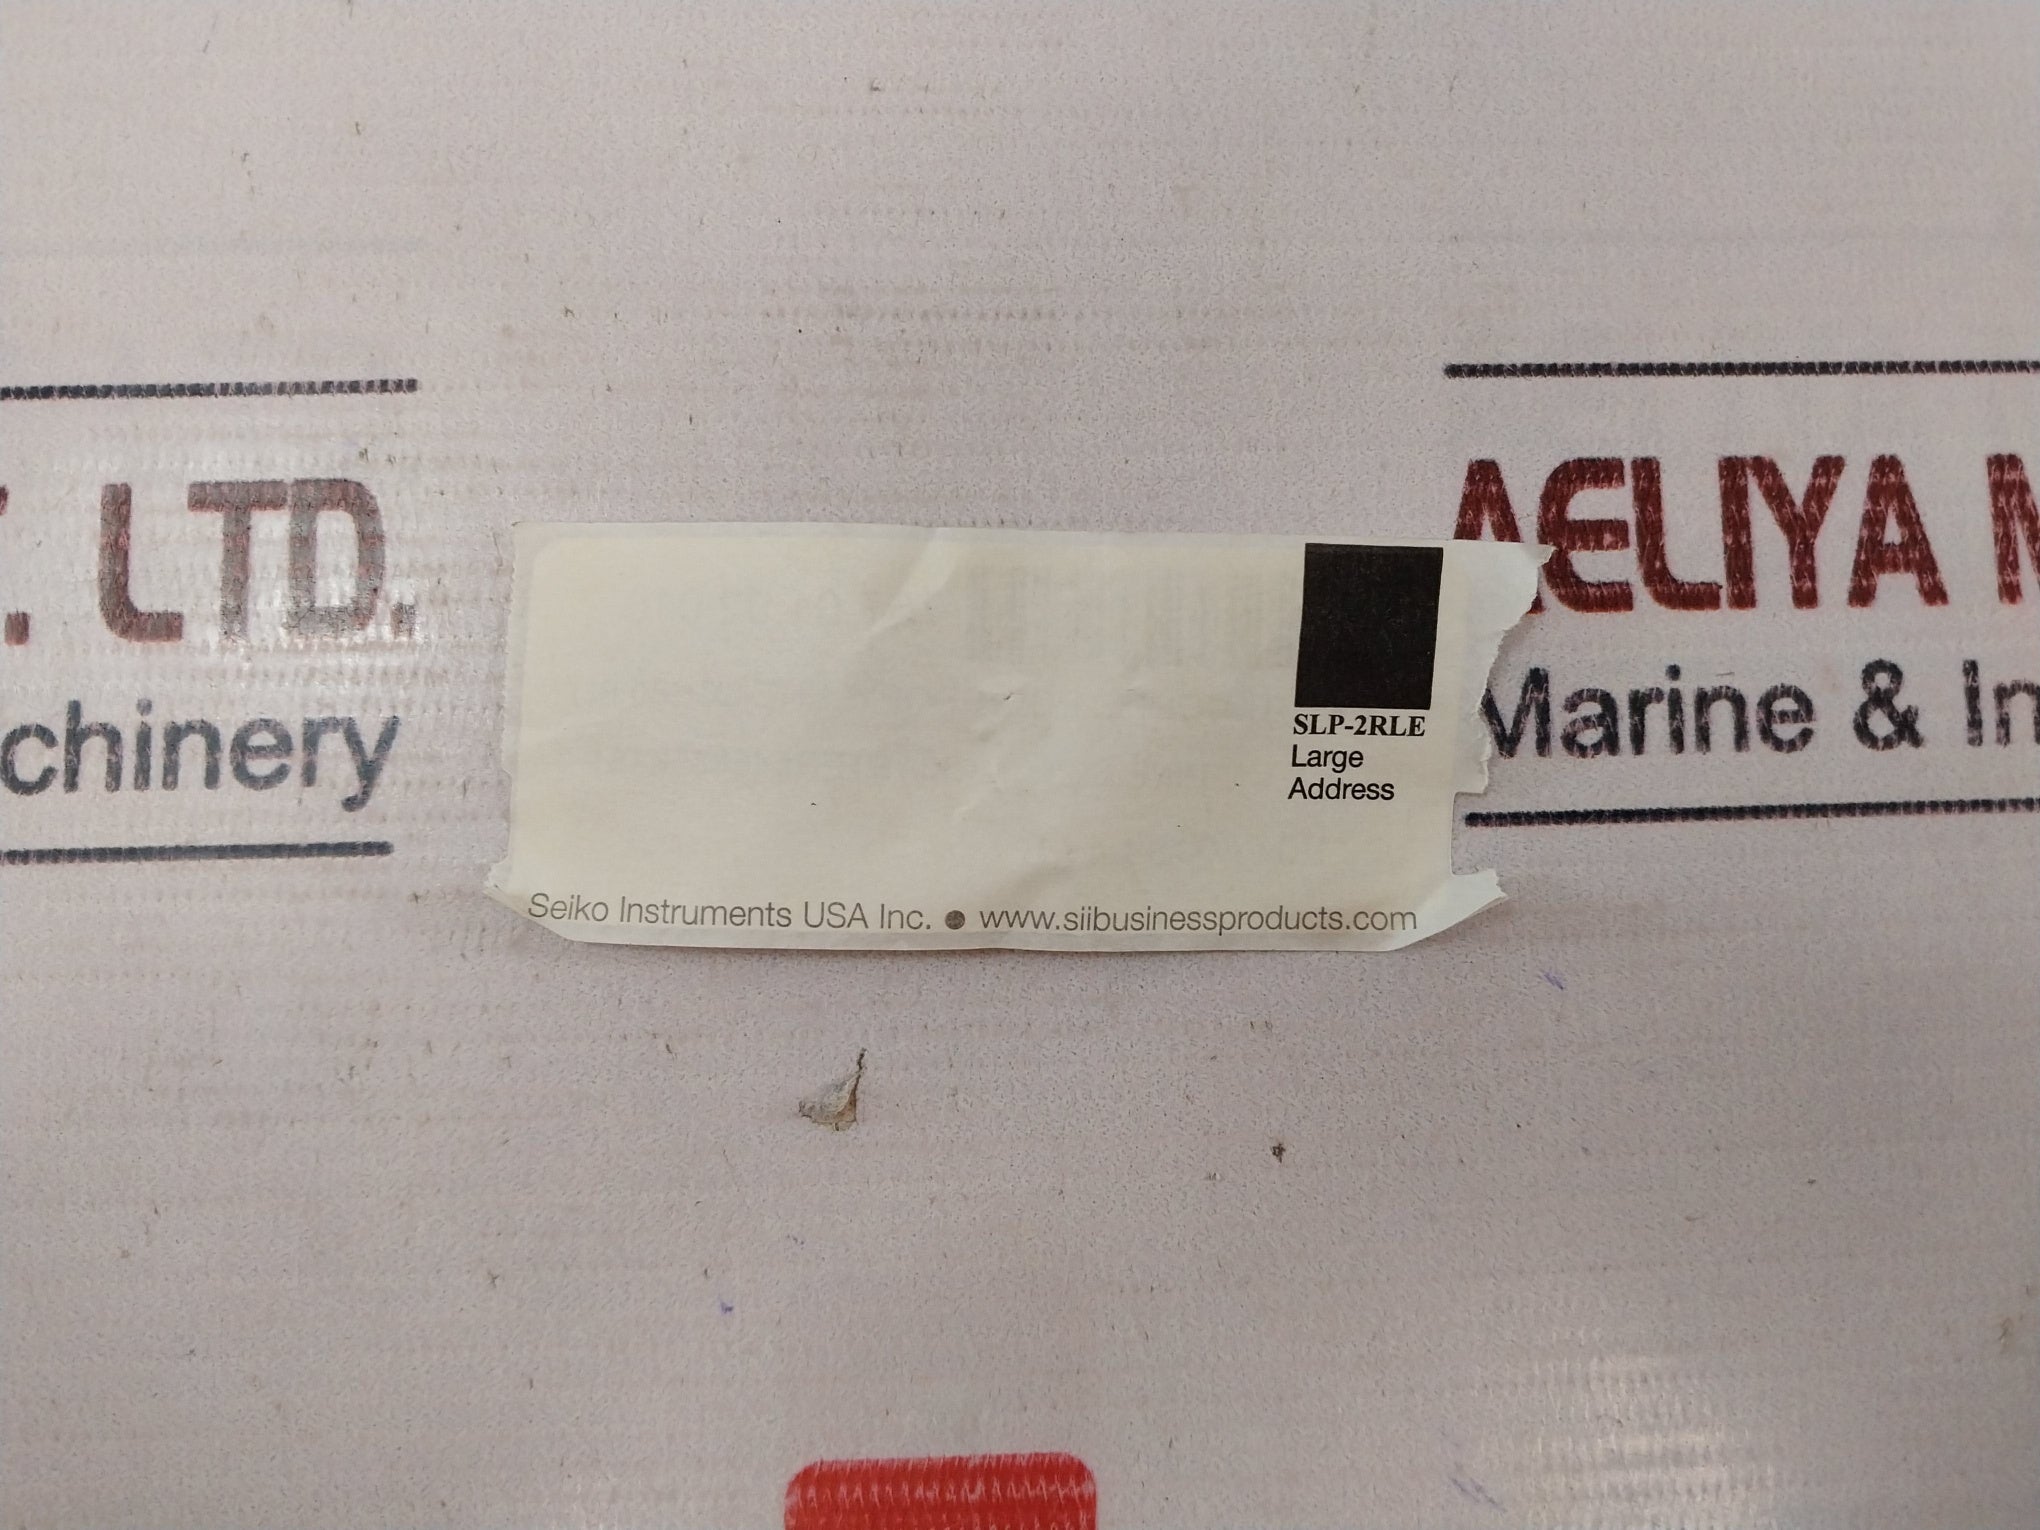 . LTD.
chinery
SLP-2RLE
Large
Address
Seiko Instruments USA Inc. ● www.siibusinessproducts.com
AELIYA M
Marine & In